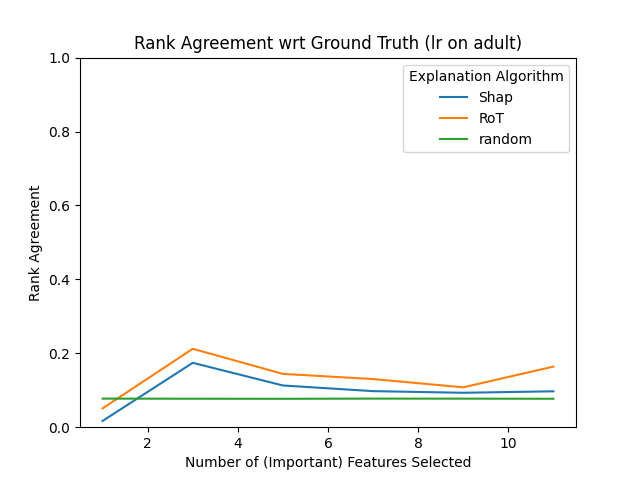 Rank Agreement wrt Ground Truth (lr on adult)
Explanation Algorithm
Shap
RoT
random
Rank Agreement
1.0
0.8
0.6
0.4
0.2
0.0
2 4 6 8 10
Number of (Important) Features Selected